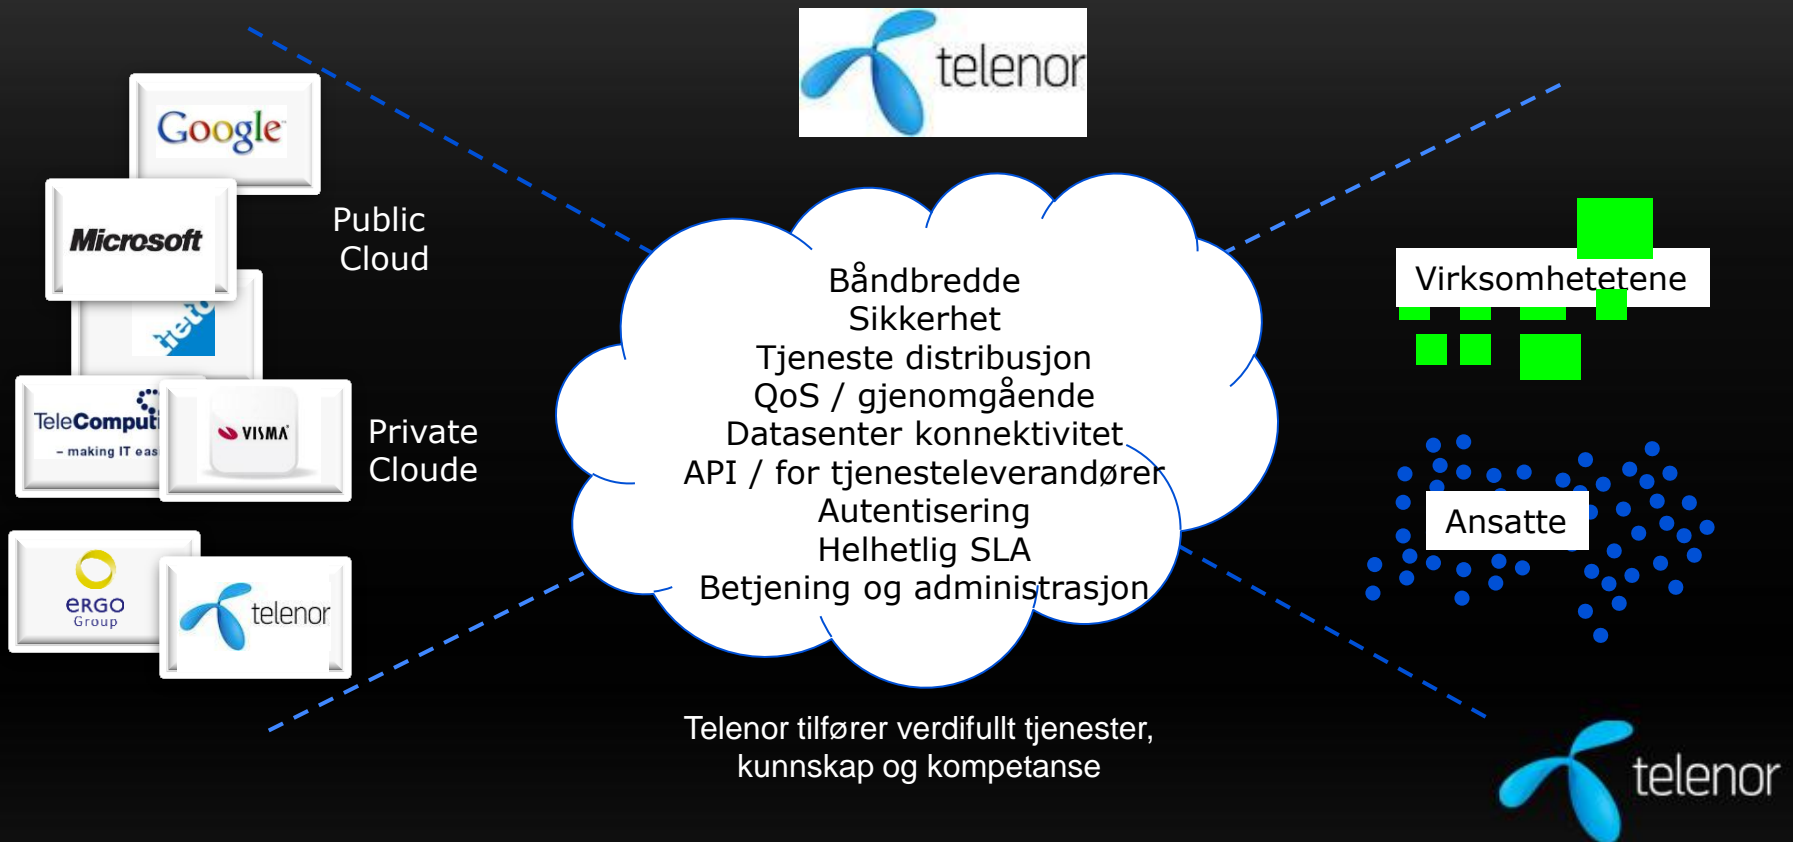 telenor
Google
Microsoft
Public
Cloud
TeleComputi
– making IT eas
VISMA
Private
Cloude
ERGO
Group
telenor
Båndbredde
Sikkerhet
Tjeneste distribusjon
QoS / gjenomgående
Datasenter konnektivitet
API / for tjenesteleverandører
Autentisering
Helhetlig SLA
Betjening og administrasjon
Virksomhetetene
Ansatte
Telenor tilfører verdifullt tjenester,
kunnskap og kompetanse
telenor